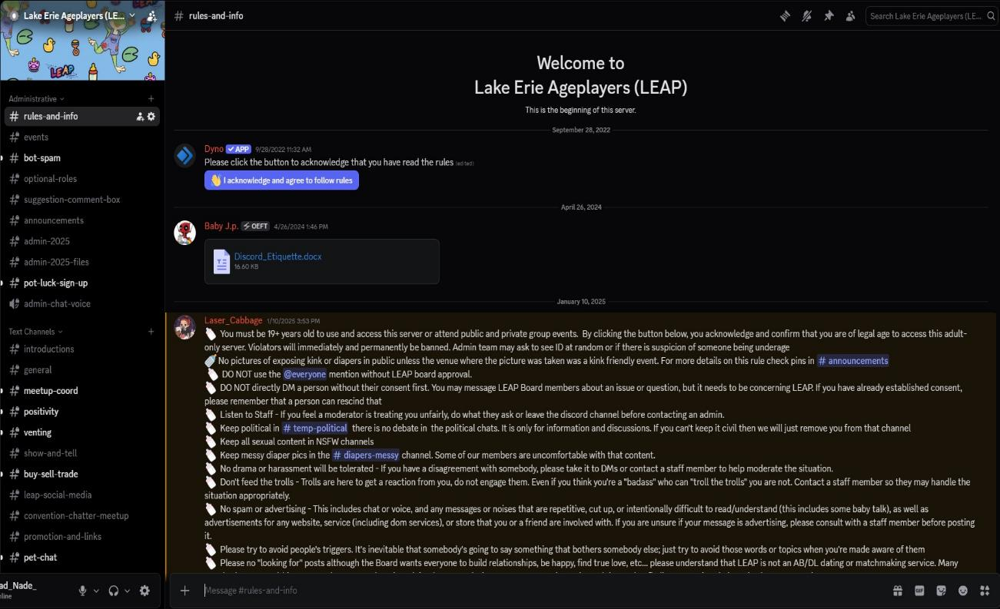 Lake Erie Ageplayers (LE...
LEAP
Administrative
rules-and-info
events
bot-spam
optional-roles
suggestion-comment-box
announcements
admin-2025
admin-2025-files
pot-luck-sign-up
admin-chat-voice
Text Channels
introductions
general
meetup-coord
positivity
venting
show-and-tell
buy-sell-trade
leap-social-media
convention-chatter-meetup
promotion-and-links
pet-chat
ad_Nade_
nline
# rules-and-info
Search Lake Erie Ageplayers (LE...
Welcome to
Lake Erie Ageplayers (LEAP)
This is the beginning of this server.
September 28, 2022
Dyno ✓ APP 9/28/2022 11:32 AM
Please click the button to acknowledge that you have read the rules (edited)
👋 I acknowledge and agree to follow rules
April 26, 2024
Baby J.p. OEFT 4/26/2024 1:46 PM
Discord_Etiquette.docx
16.60 KB
January 10, 2025
Laser_Cabbage 1/10/2025 3:53 PM
You must be 19+ years old to use and access this server or attend public and private group events. By clicking the button below, you acknowledge and confirm that you are of legal age to access this adult-
only server. Violators will immediately and permanently be banned. Admin team may ask to see ID at random or if there is suspicion of someone being underage
No pictures of exposing kink or diapers in public unless the venue where the picture was taken was a kink friendly event. For more details on this rule check pins in # announcements
DO NOT use the @everyone mention without LEAP board approval.
DO NOT directly DM a person without their consent first. You may message LEAP Board members about an issue or question, but it needs to be concerning LEAP. If you have already established consent,
please remember that a person can rescind that
Listen to Staff - If you feel a moderator is treating you unfairly, do what they ask or leave the discord channel before contacting an admin.
Keep political in # temp-political there is no debate in the political chats. It is only for information and discussions. If you can't keep it civil then we will just remove you from that channel
Keep all sexual content in NSFW channels
Keep messy diaper pics in the # diapers-messy channel. Some of our members are uncomfortable with that content.
No drama or harassment will be tolerated - If you have a disagreement with somebody, please take it to DMs or contact a staff member to help moderate the situation.
Don't feed the trolls - Trolls are here to get a reaction from you, do not engage them. Even if you think you're a "badass" who can "troll the trolls" you are not. Contact a staff member so they may handle the
situation appropriately.
No spam or advertising - This includes chat or voice, and any messages or noises that are repetitive, cut up, or intentionally difficult to read/understand (this includes some baby talk), as well as
advertisements for any website, service (including dom services), or store that you or a friend are involved with. If you are unsure if your message is advertising, please consult with a staff member before posting
it.
Please try to avoid people's triggers. It's inevitable that somebody's going to say something that bothers somebody else; just try to avoid those words or topics when you're made aware of them
Please no "looking for" posts although the Board wants everyone to build relationships, be happy, find true love, etc... please understand that LEAP is not an AB/DL dating or matchmaking service. Many
Message #rules-and-info
GIF